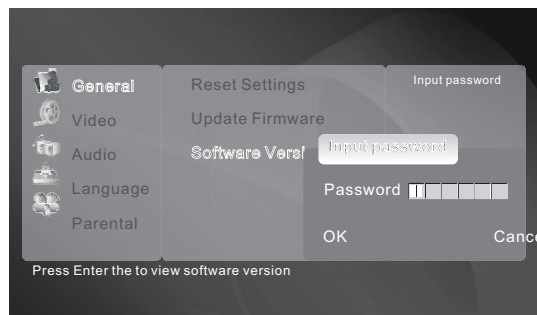 General
Video
Audio
Language
Parental
Reset Settings
Update Firmware
Software Versi
Input password
Input password
Password
OK
Canc
Press Enter the to view software version